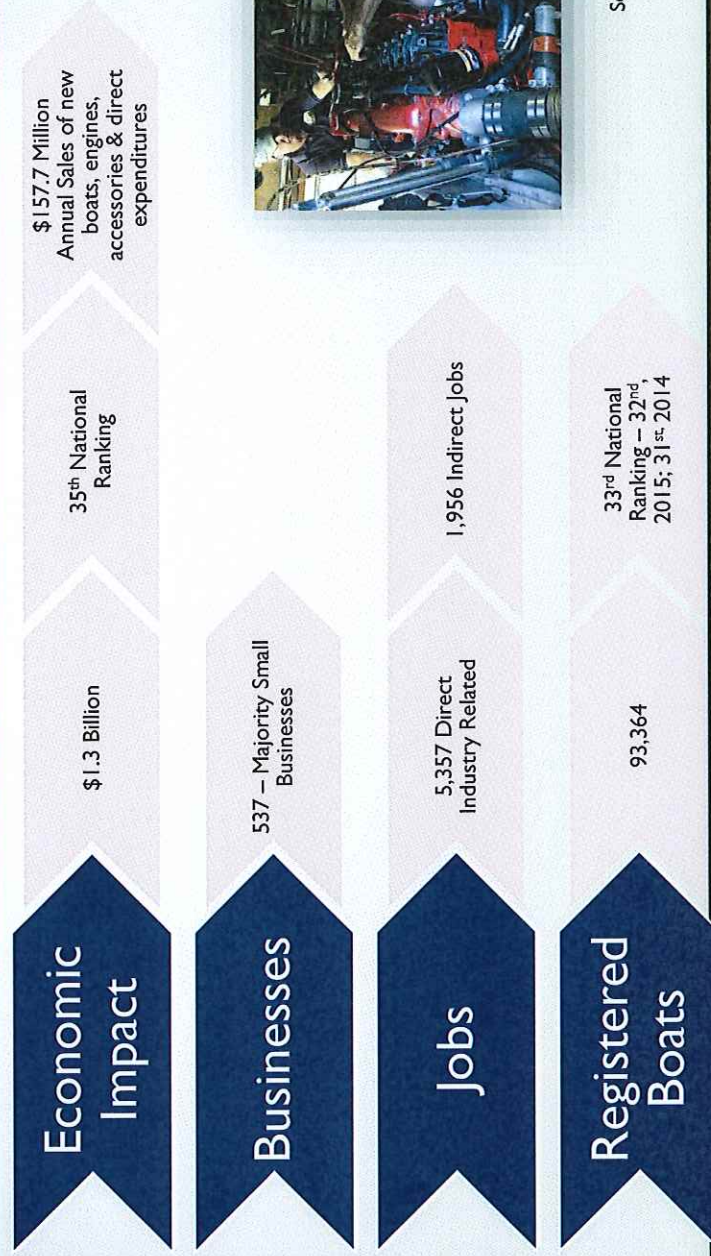 Economic
Impact
$1.3 Billion
35th National
Ranking
$157.7 Million
Annual Sales of new
boats, engines,
accessories & direct
expenditures
Businesses
537 – Majority Small
Businesses
Jobs
5,357 Direct
Industry Related
1,956 Indirect Jobs
Registered
Boats
93,364
33rd National
Ranking – 32nd,
2015; 31st, 2014